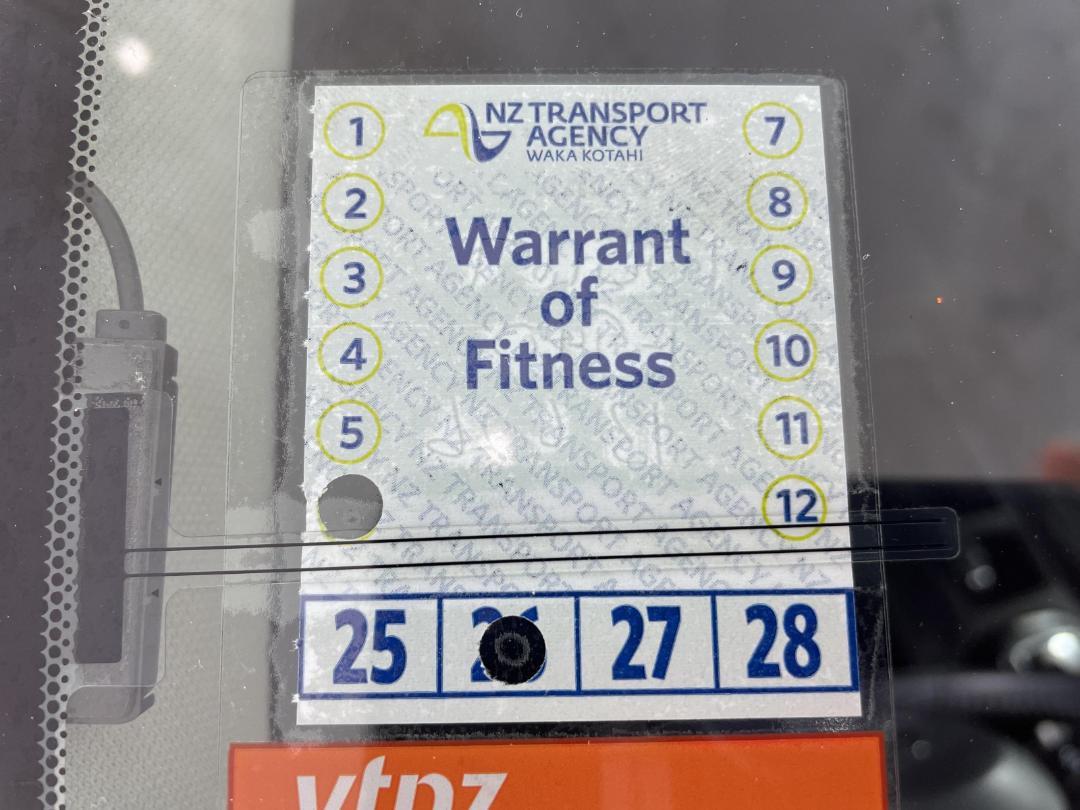 NZ TRANSPORT
AGENCY
WAKA KOTAHI
1
2
3
4
5
7
8
9
10
11
12
Warrant
of
Fitness
25 26 27 28
vtnz